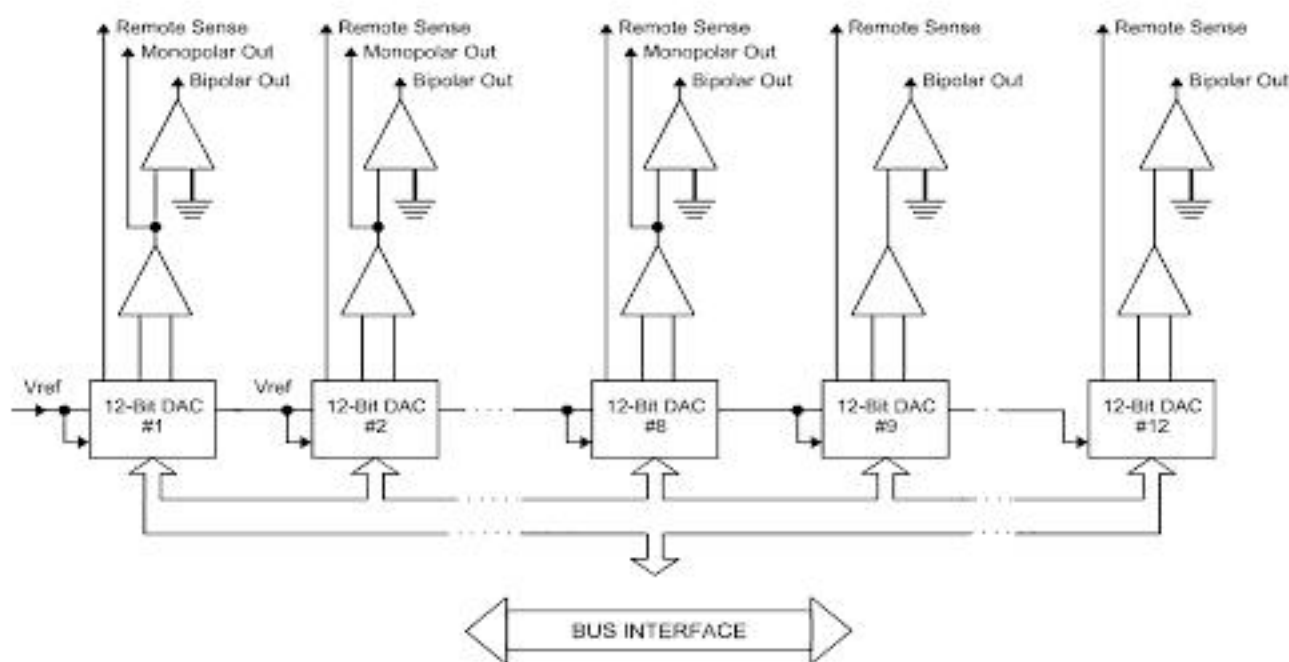 Remote Sense Remote Sense Remote Sense Remote Sense Remote Sense
Monopolar Out Monopolar Out Monopolar Out
Bipolar Out Bipolar Out Bipolar Out Bipolar Out Bipolar Out
Vref Vref
12-Bit DAC 12-Bit DAC 12-Bit DAC 12-Bit DAC 12-Bit DAC
#1 #2 #8 #9 #12
BUS INTERFACE